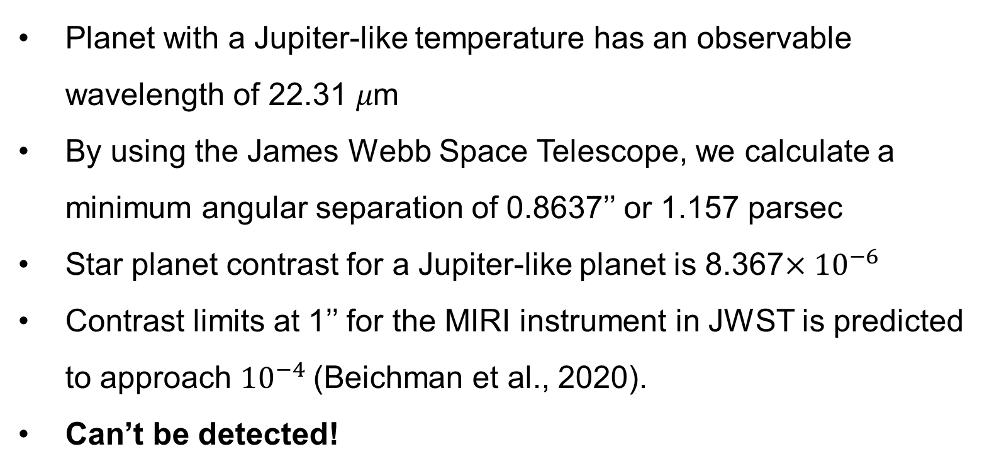 • Planet with a Jupiter-like temperature has an observable
wavelength of 22.31 𝜇m
• By using the James Webb Space Telescope, we calculate a
minimum angular separation of 0.8637’’ or 1.157 parsec
• Star planet contrast for a Jupiter-like planet is 8.367× 10⁻⁶
• Contrast limits at 1’’ for the MIRI instrument in JWST is predicted
to approach 10⁻⁴ (Beichman et al., 2020).
• Can’t be detected!